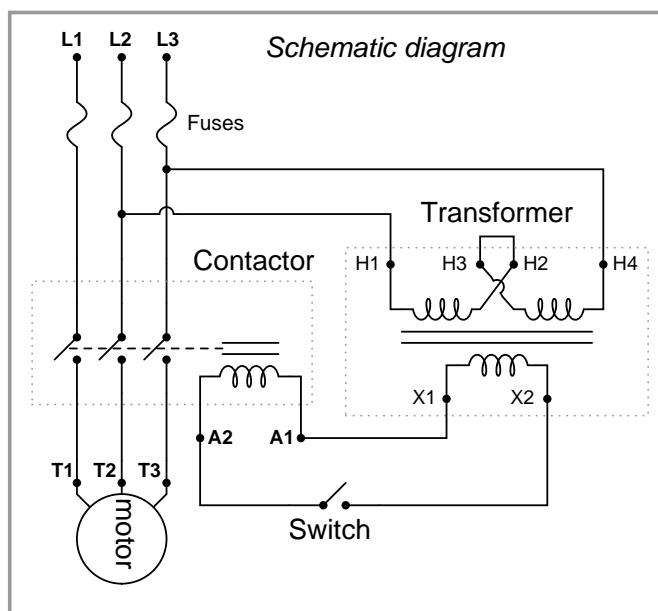 L1 L2 L3 Schematic diagram
Fuses
Transformer
Contactor
H1 H3 H2 H4
X1 X2
A2 A1
T1 T2 T3
motor
Switch